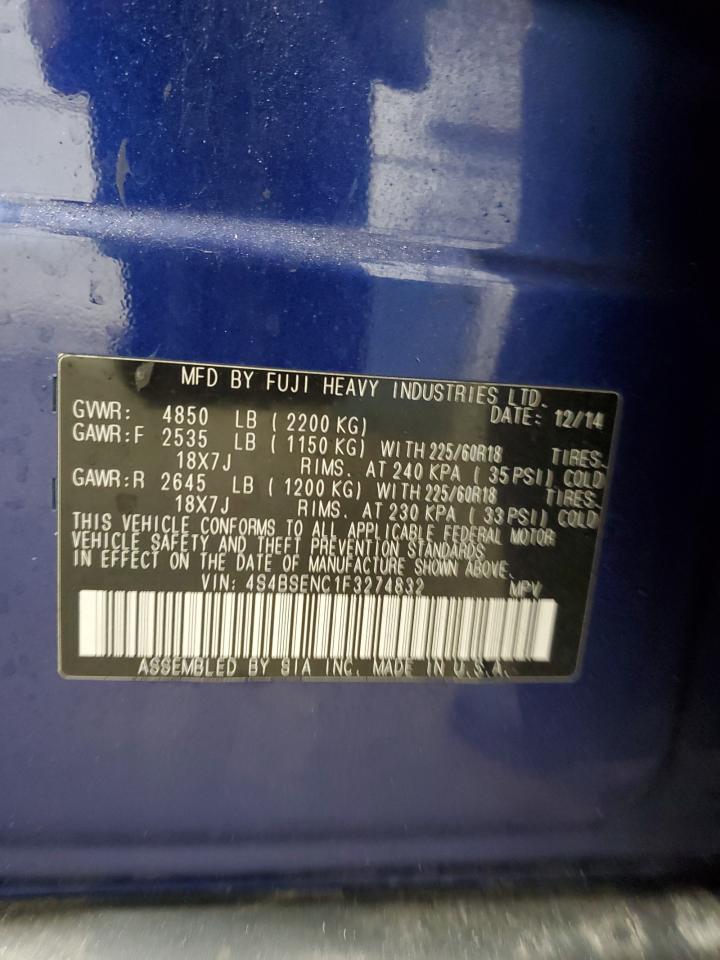 MFD BY FUJI HEAVY INDUSTRIES LTD.
GVWR: 4850 LB (2200 KG) DATE: 12/14
GAWR:F 2535 LB (1150 KG) WITH 225/60R18 TIRES.
18X7J RIMS. AT 240 KPA (35 PSI) COLD
GAWR:R 2645 LB (1200 KG) WITH 225/60R18 TIRES.
18X7J RIMS. AT 230 KPA (33 PSI) COLD
THIS VEHICLE CONFORMS TO ALL APPLICABLE FEDERAL MOTOR
VEHICLE SAFETY AND THEFT PREVENTION STANDARDS
IN EFFECT ON THE DATE OF MANUFACTURE SHOWN ABOVE.
VIN: 4S4BSENC1F3274832 MPV
ASSEMBLED BY SIA INC. MADE IN U.S.A.